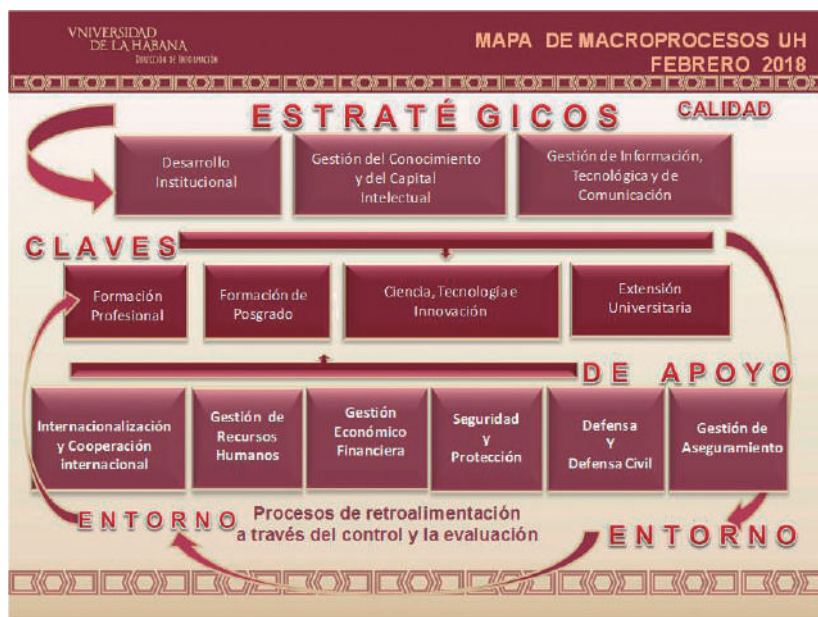 VNIVERSIDAD
DE LA HABANA
DIRECCIÓN DE INFORMACIÓN
MAPA DE MACROPROCESOS UH
FEBRERO 2018
ESTRATÉGICOS
CALIDAD
Desarrollo
Institucional
Gestión del Conocimiento
y del Capital
Intelectual
Gestión de Información,
Tecnológica y de
Comunicación
CLAVES
Formación
Profesional
Formación de
Posgrado
Ciencia, Tecnología e
Innovación
Extensión
Universitaria
DE APOYO
Internacionalización
y Cooperación
internacional
Gestión de
Recursos
Humanos
Gestión
Económico
Financiera
Seguridad
y
Protección
Defensa
Y
Defensa Civil
Gestión de
Aseguramiento
ENTORNO
Procesos de retroalimentación
a través del control y la evaluación
ENTORNO